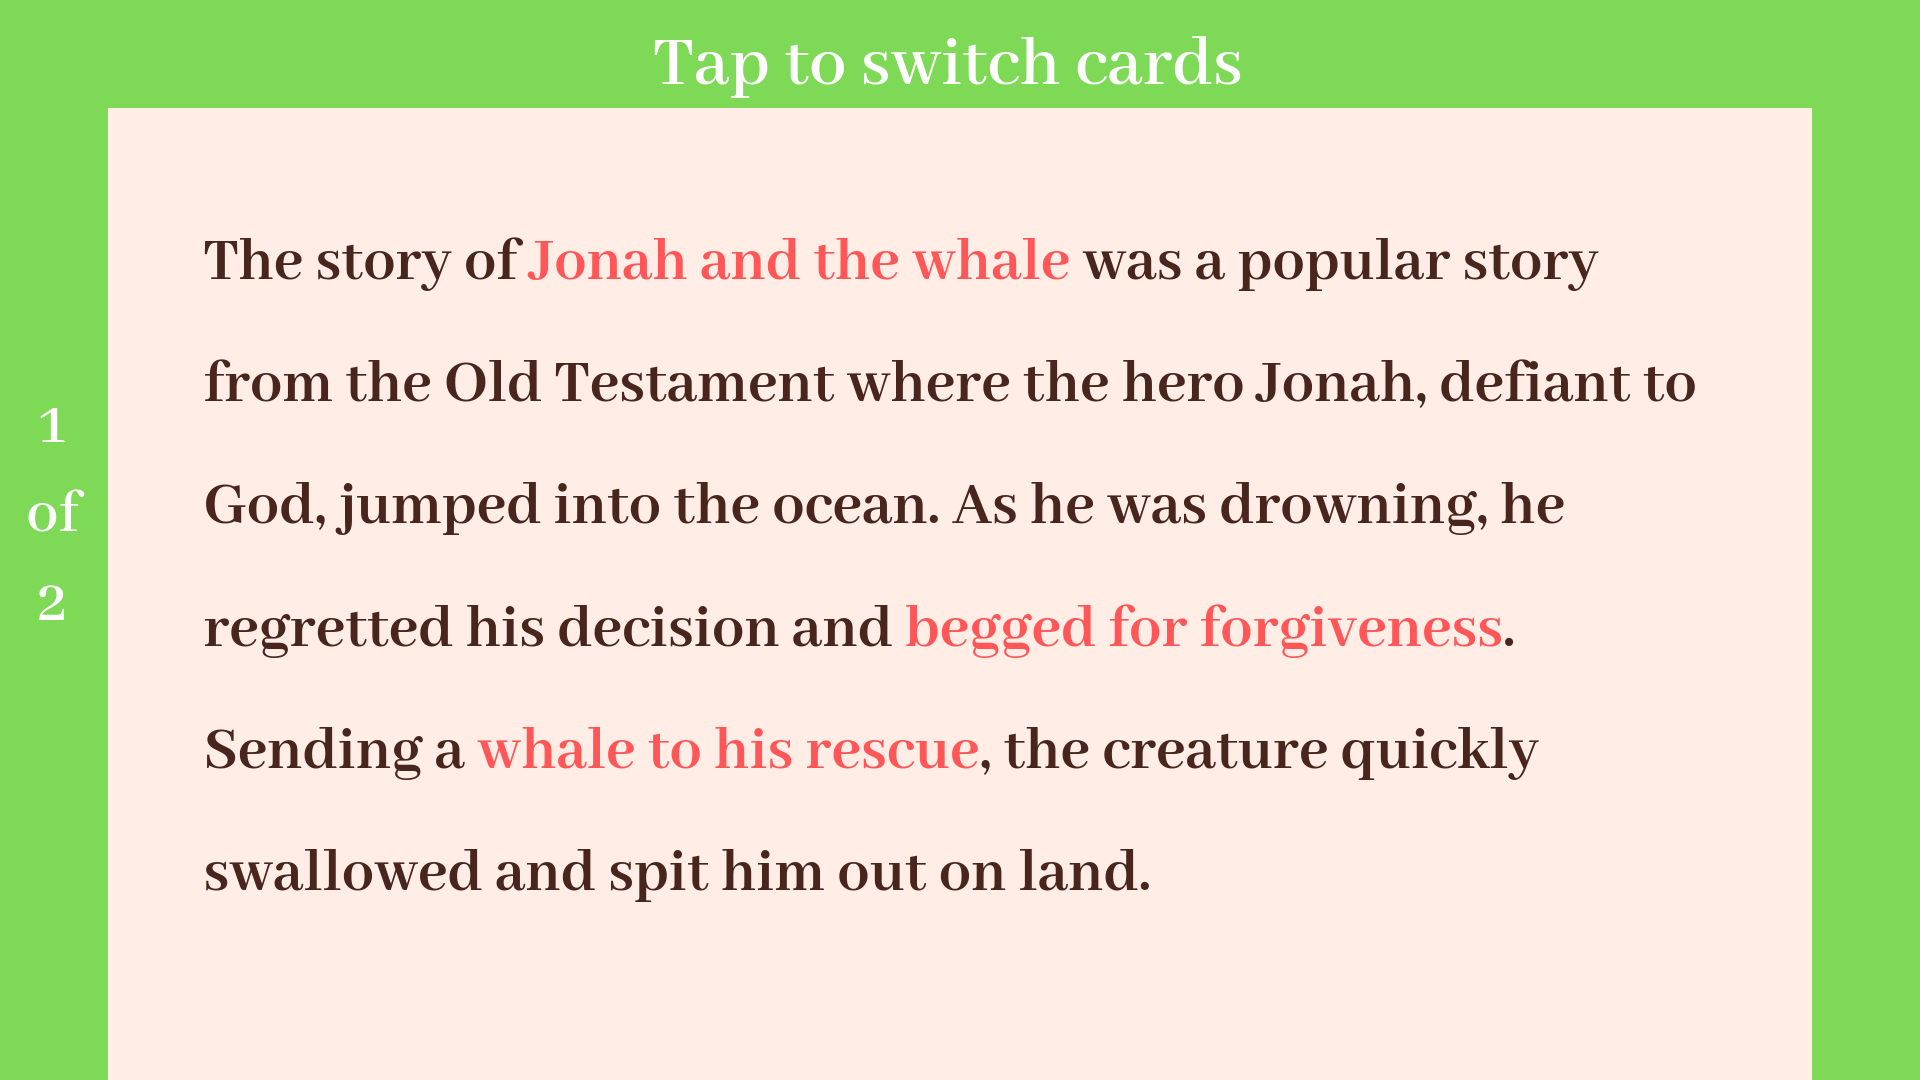 Tap to switch cards
1
of
2
The story of Jonah and the whale was a popular story
from the Old Testament where the hero Jonah, defiant to
God, jumped into the ocean. As he was drowning, he
regretted his decision and begged for forgiveness.
Sending a whale to his rescue, the creature quickly
swallowed and spit him out on land.